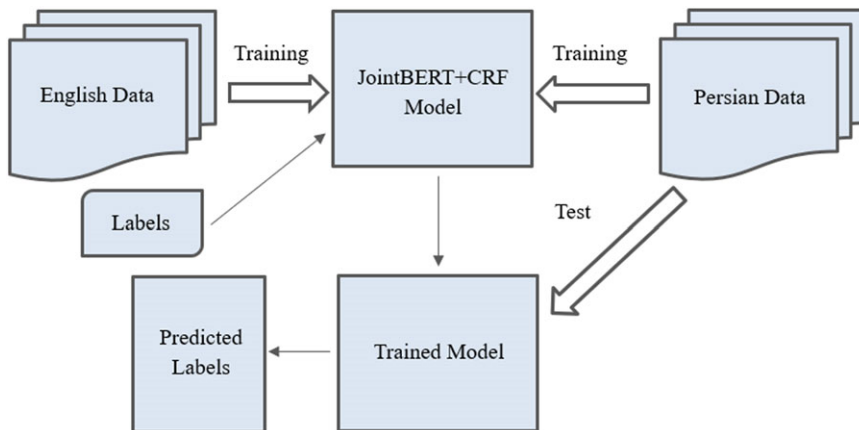 English Data
Training
JointBERT+CRF
Model
Training
Persian Data
Labels
Test
Predicted
Labels
Trained Model